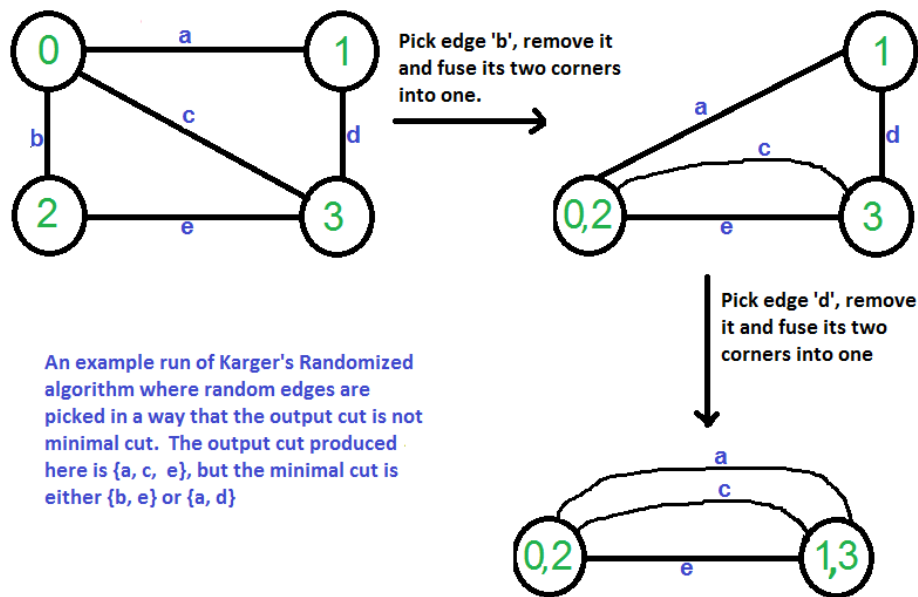 0
a
1
b
c
d
2
e
3
Pick edge 'b', remove it
and fuse its two corners
into one.
1
a
d
c
0,2
e
3
Pick edge 'd', remove
it and fuse its two
corners into one
An example run of Karger's Randomized
algorithm where random edges are
picked in a way that the output cut is not
minimal cut.  The output cut produced
here is {a, c,  e}, but the minimal cut is
either {b, e} or {a, d}
a
c
0,2
e
1,3